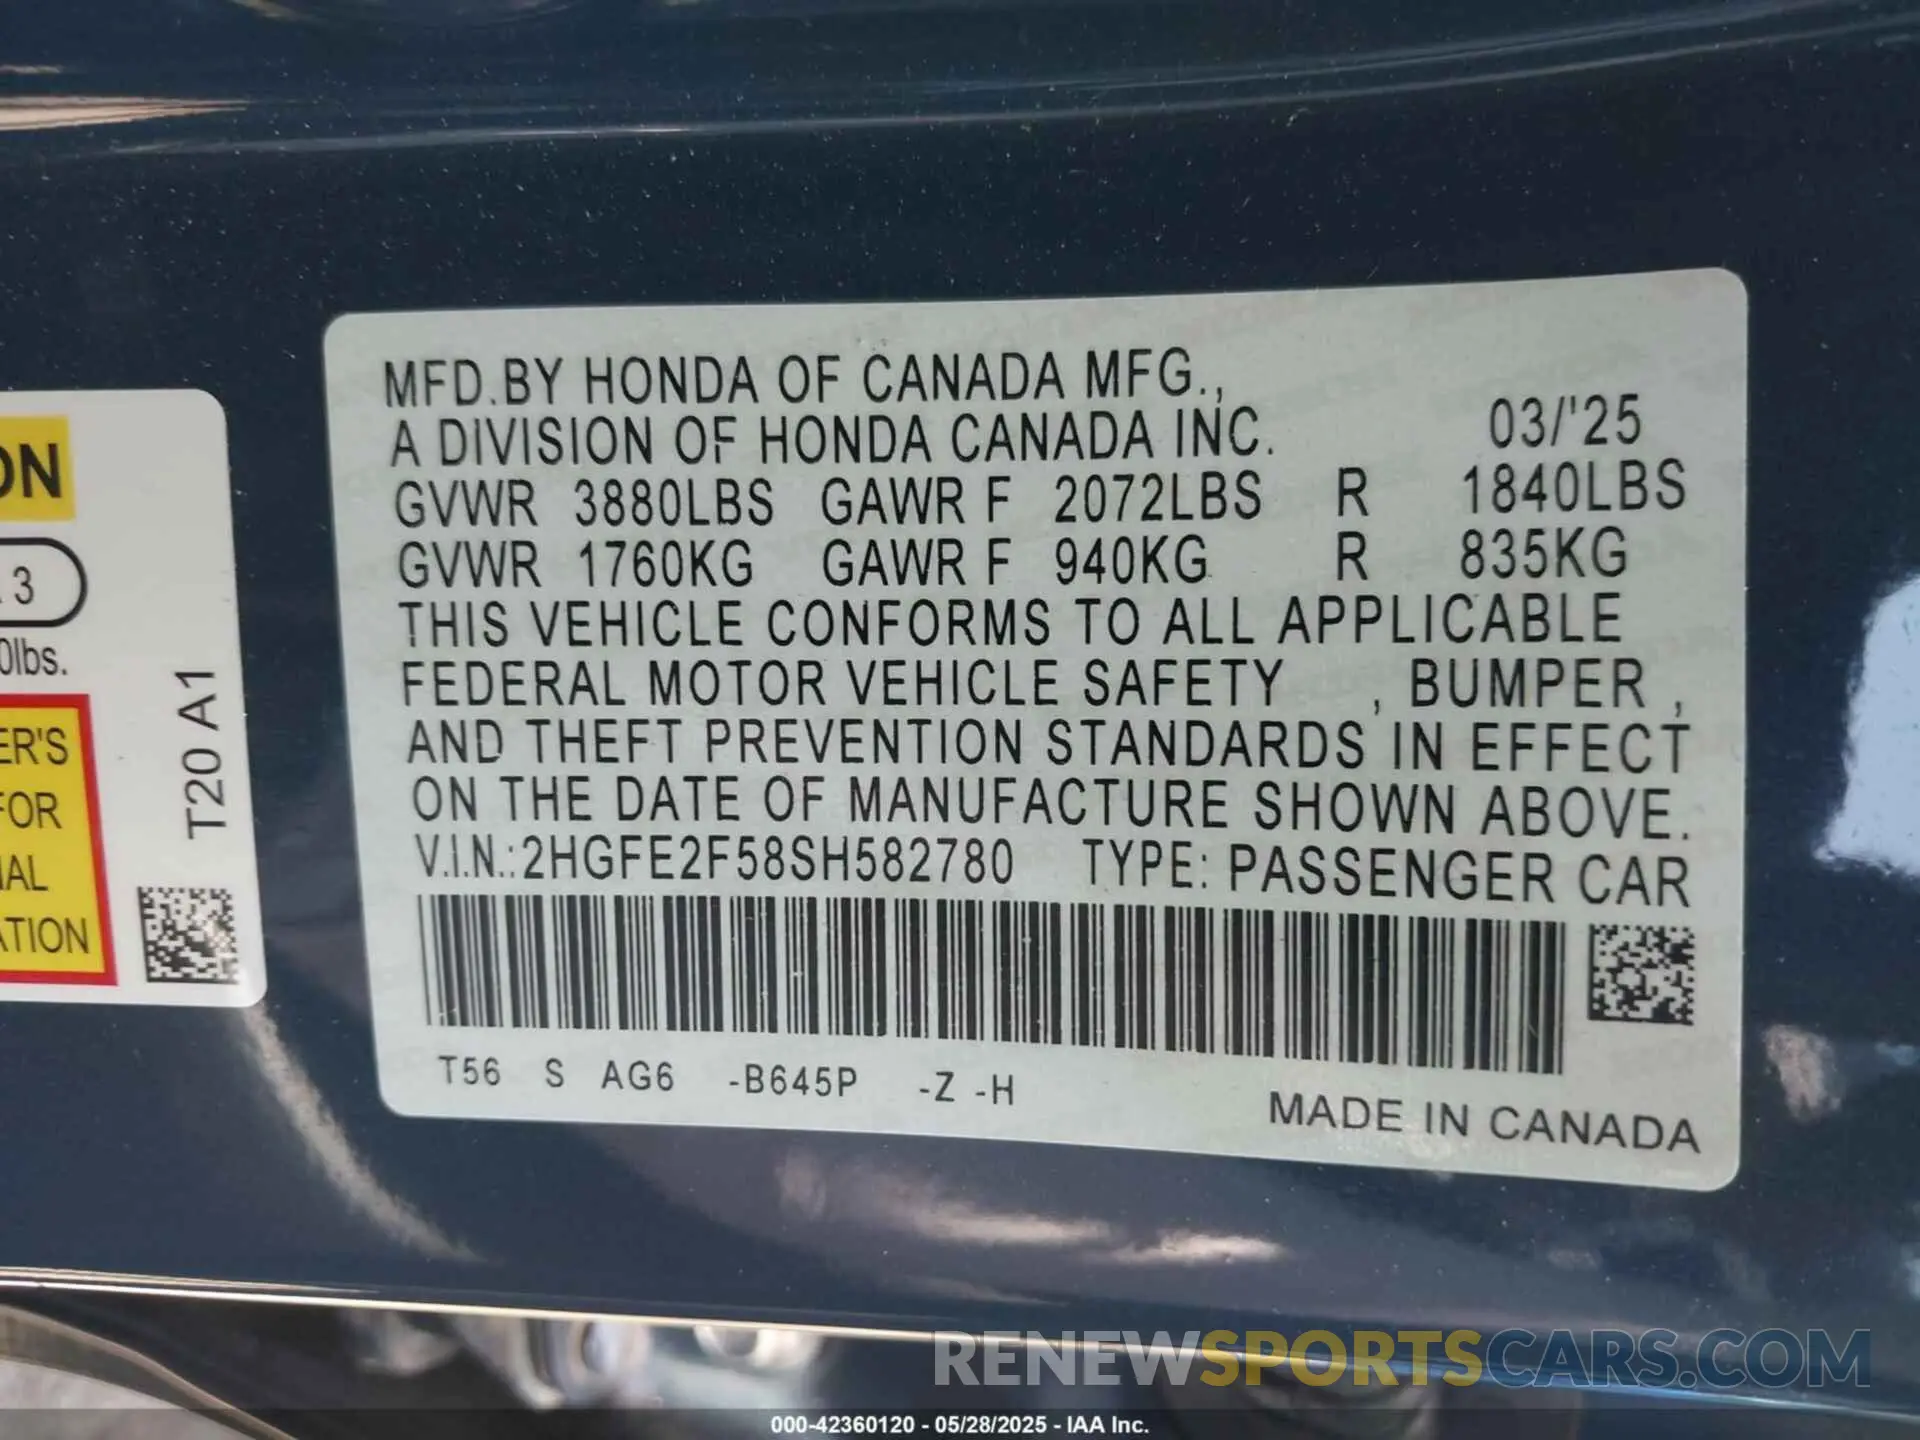 MFD.BY HONDA OF CANADA MFG.,
A DIVISION OF HONDA CANADA INC. 03/'25
GVWR 3880LBS GAWR F 2072LBS R 1840LBS
GVWR 1760KG GAWR F 940KG R 835KG
THIS VEHICLE CONFORMS TO ALL APPLICABLE
FEDERAL MOTOR VEHICLE SAFETY , BUMPER ,
AND THEFT PREVENTION STANDARDS IN EFFECT
ON THE DATE OF MANUFACTURE SHOWN ABOVE.
V.I.N.:2HGFE2F58SH582780 TYPE: PASSENGER CAR
T56 S AG6 -B645P -Z -H
MADE IN CANADA
ON
3
0lbs.
ER'S
FOR
IAL
ATION
T20 A1
RENEWSPORTSCARS.COM
000-42360120 - 05/28/2025 - IAA Inc.